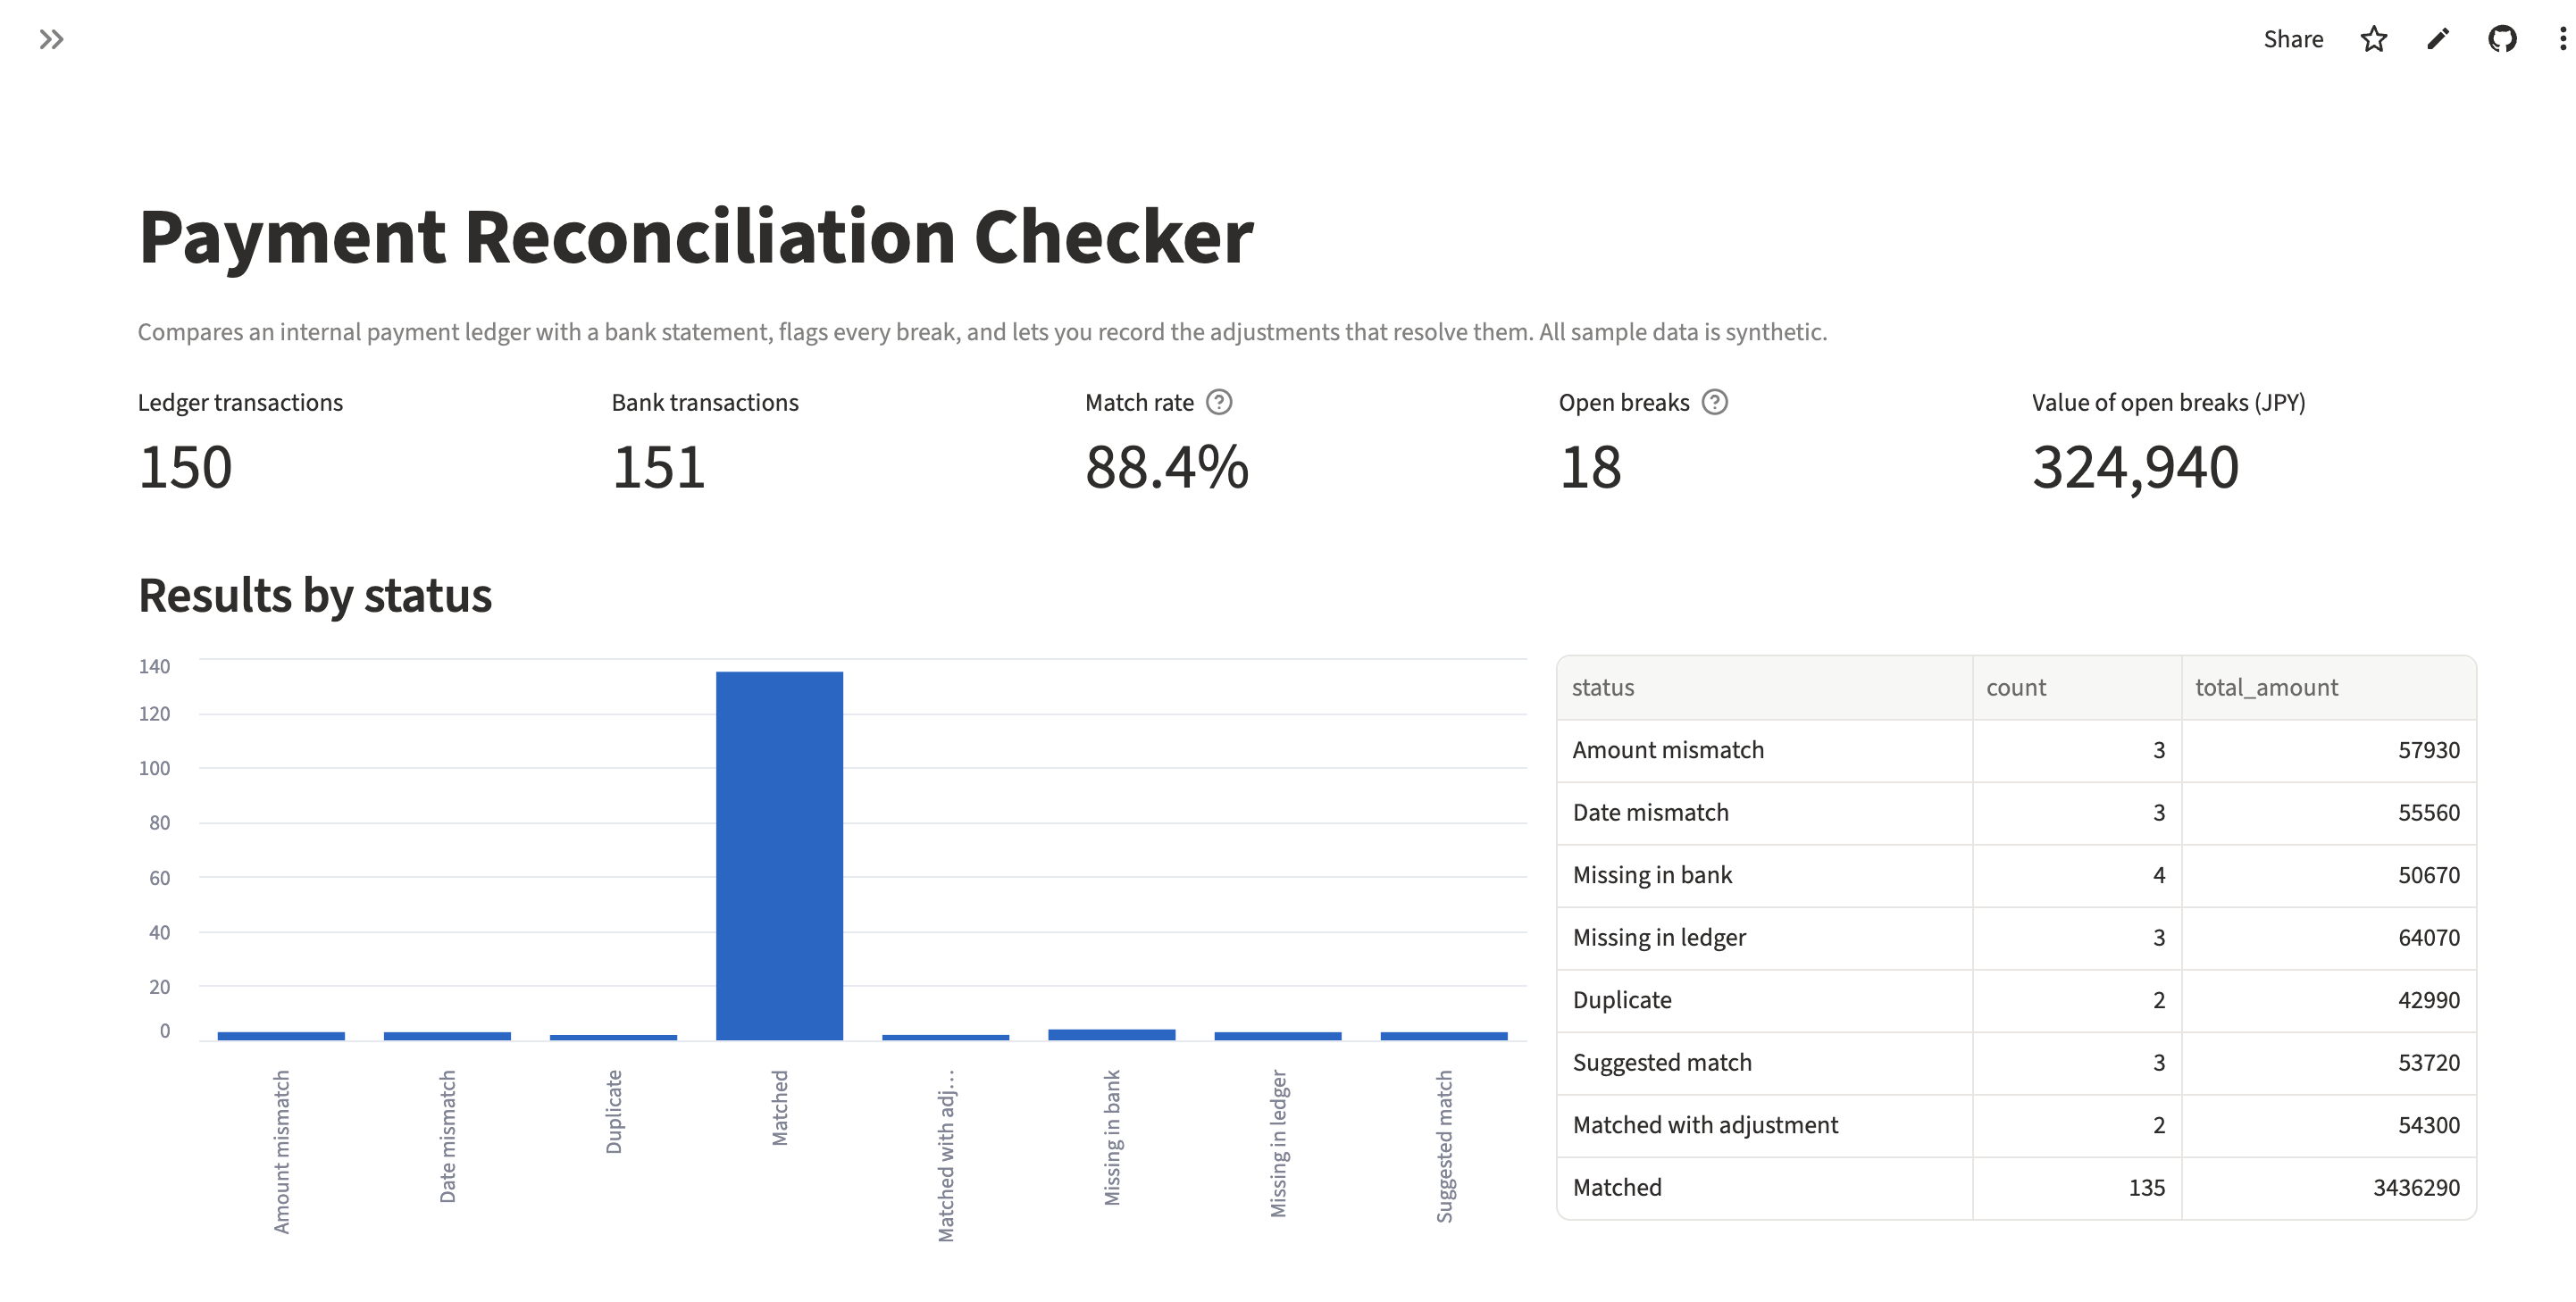 Share
Payment Reconciliation Checker
Compares an internal payment ledger with a bank statement, flags every break, and lets you record the adjustments that resolve them. All sample data is synthetic.
Ledger transactions
150
Bank transactions
151
Match rate
88.4%
Open breaks
18
Value of open breaks (JPY)
324,940
Results by status
140
120
100
80
60
40
20
0
Amount mismatch
Date mismatch
Duplicate
Matched
Matched with adj…
Missing in bank
Missing in ledger
Suggested match
status count total_amount
Amount mismatch 3 57930
Date mismatch 3 55560
Missing in bank 4 50670
Missing in ledger 3 64070
Duplicate 2 42990
Suggested match 3 53720
Matched with adjustment 2 54300
Matched 135 3436290